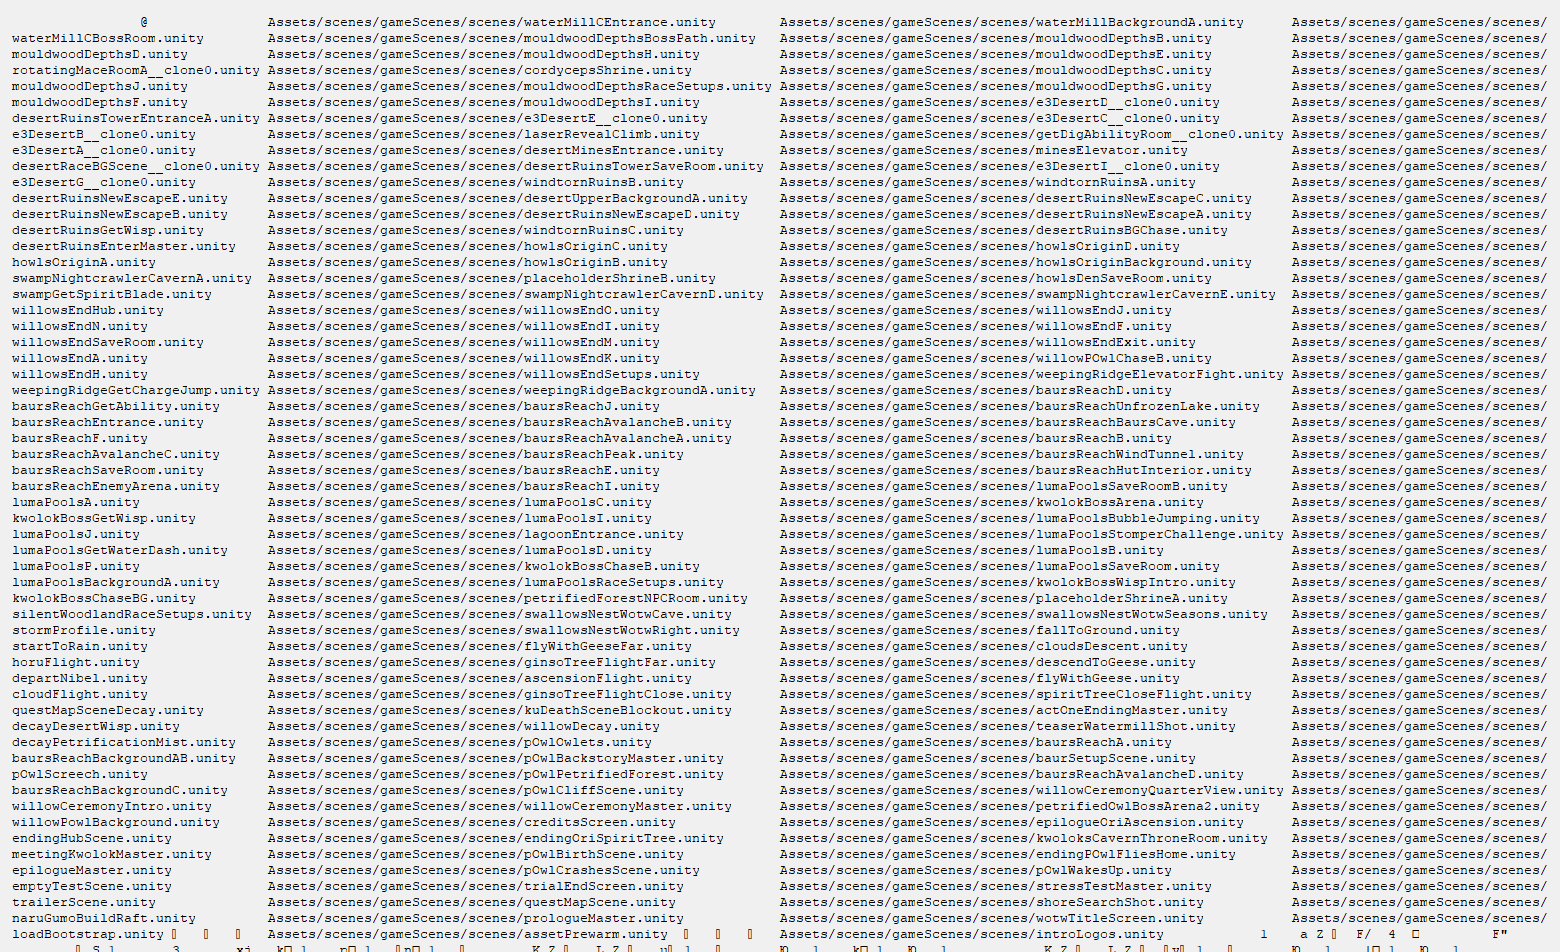 @ Assets/scenes/gameScenes/scenes/waterMillCEntrance.unity Assets/scenes/gameScenes/scenes/waterMillBackgroundA.unity Assets/scenes/gameScenes/scenes/
waterMillCBossRoom.unity Assets/scenes/gameScenes/scenes/mouldwoodDepthsBossPath.unity Assets/scenes/gameScenes/scenes/mouldwoodDepthsB.unity Assets/scenes/gameScenes/scenes/
mouldwoodDepthsD.unity Assets/scenes/gameScenes/scenes/mouldwoodDepthsH.unity Assets/scenes/gameScenes/scenes/mouldwoodDepthsE.unity Assets/scenes/gameScenes/scenes/
rotatingMaceRoomA__clone0.unity Assets/scenes/gameScenes/scenes/cordycepsShrine.unity Assets/scenes/gameScenes/scenes/mouldwoodDepthsC.unity Assets/scenes/gameScenes/scenes/
mouldwoodDepthsJ.unity Assets/scenes/gameScenes/scenes/mouldwoodDepthsRaceSetups.unity Assets/scenes/gameScenes/scenes/mouldwoodDepthsG.unity Assets/scenes/gameScenes/scenes/
mouldwoodDepthsF.unity Assets/scenes/gameScenes/scenes/mouldwoodDepthsI.unity Assets/scenes/gameScenes/scenes/e3DesertD__clone0.unity Assets/scenes/gameScenes/scenes/
desertRuinsTowerEntranceA.unity Assets/scenes/gameScenes/scenes/e3DesertE__clone0.unity Assets/scenes/gameScenes/scenes/e3DesertC__clone0.unity Assets/scenes/gameScenes/scenes/
e3DesertB__clone0.unity Assets/scenes/gameScenes/scenes/laserRevealClimb.unity Assets/scenes/gameScenes/scenes/getDigAbilityRoom__clone0.unity Assets/scenes/gameScenes/scenes/
e3DesertA__clone0.unity Assets/scenes/gameScenes/scenes/desertMinesEntrance.unity Assets/scenes/gameScenes/scenes/minesElevator.unity Assets/scenes/gameScenes/scenes/
desertRaceBGScene__clone0.unity Assets/scenes/gameScenes/scenes/desertRuinsTowerSaveRoom.unity Assets/scenes/gameScenes/scenes/e3DesertI__clone0.unity Assets/scenes/gameScenes/scenes/
e3DesertG__clone0.unity Assets/scenes/gameScenes/scenes/windtornRuinsB.unity Assets/scenes/gameScenes/scenes/windtornRuinsA.unity Assets/scenes/gameScenes/scenes/
desertRuinsNewEscapeE.unity Assets/scenes/gameScenes/scenes/desertUpperBackgroundA.unity Assets/scenes/gameScenes/scenes/desertRuinsNewEscapeC.unity Assets/scenes/gameScenes/scenes/
desertRuinsNewEscapeB.unity Assets/scenes/gameScenes/scenes/desertRuinsNewEscapeD.unity Assets/scenes/gameScenes/scenes/desertRuinsNewEscapeA.unity Assets/scenes/gameScenes/scenes/
desertRuinsGetWisp.unity Assets/scenes/gameScenes/scenes/windtornRuinsC.unity Assets/scenes/gameScenes/scenes/desertRuinsBGChase.unity Assets/scenes/gameScenes/scenes/
desertRuinsEnterMaster.unity Assets/scenes/gameScenes/scenes/howlsOriginC.unity Assets/scenes/gameScenes/scenes/howlsOriginD.unity Assets/scenes/gameScenes/scenes/
howlsOriginA.unity Assets/scenes/gameScenes/scenes/howlsOriginB.unity Assets/scenes/gameScenes/scenes/howlsOriginBackground.unity Assets/scenes/gameScenes/scenes/
swampNightcrawlerCavernA.unity Assets/scenes/gameScenes/scenes/placeholderShrineB.unity Assets/scenes/gameScenes/scenes/howlsDenSaveRoom.unity Assets/scenes/gameScenes/scenes/
swampGetSpiritBlade.unity Assets/scenes/gameScenes/scenes/swampNightcrawlerCavernD.unity Assets/scenes/gameScenes/scenes/swampNightcrawlerCavernE.unity Assets/scenes/gameScenes/scenes/
willowsEndHub.unity Assets/scenes/gameScenes/scenes/willowsEndO.unity Assets/scenes/gameScenes/scenes/willowsEndJ.unity Assets/scenes/gameScenes/scenes/
willowsEndN.unity Assets/scenes/gameScenes/scenes/willowsEndI.unity Assets/scenes/gameScenes/scenes/willowsEndF.unity Assets/scenes/gameScenes/scenes/
willowsEndSaveRoom.unity Assets/scenes/gameScenes/scenes/willowsEndM.unity Assets/scenes/gameScenes/scenes/willowsEndExit.unity Assets/scenes/gameScenes/scenes/
willowsEndA.unity Assets/scenes/gameScenes/scenes/willowsEndK.unity Assets/scenes/gameScenes/scenes/willowPOwlChaseB.unity Assets/scenes/gameScenes/scenes/
willowsEndH.unity Assets/scenes/gameScenes/scenes/willowsEndSetups.unity Assets/scenes/gameScenes/scenes/weepingRidgeElevatorFight.unity Assets/scenes/gameScenes/scenes/
weepingRidgeGetChargeJump.unity Assets/scenes/gameScenes/scenes/weepingRidgeBackgroundA.unity Assets/scenes/gameScenes/scenes/baursReachD.unity Assets/scenes/gameScenes/scenes/
baursReachGetAbility.unity Assets/scenes/gameScenes/scenes/baursReachJ.unity Assets/scenes/gameScenes/scenes/baursReachUnfrozenLake.unity Assets/scenes/gameScenes/scenes/
baursReachEntrance.unity Assets/scenes/gameScenes/scenes/baursReachAvalancheB.unity Assets/scenes/gameScenes/scenes/baursReachBaursCave.unity Assets/scenes/gameScenes/scenes/
baursReachF.unity Assets/scenes/gameScenes/scenes/baursReachAvalancheA.unity Assets/scenes/gameScenes/scenes/baursReachB.unity Assets/scenes/gameScenes/scenes/
baursReachAvalancheC.unity Assets/scenes/gameScenes/scenes/baursReachPeak.unity Assets/scenes/gameScenes/scenes/baursReachWindTunnel.unity Assets/scenes/gameScenes/scenes/
baursReachSaveRoom.unity Assets/scenes/gameScenes/scenes/baursReachE.unity Assets/scenes/gameScenes/scenes/baursReachHutInterior.unity Assets/scenes/gameScenes/scenes/
baursReachEnemyArena.unity Assets/scenes/gameScenes/scenes/baursReachI.unity Assets/scenes/gameScenes/scenes/lumaPoolsSaveRoomB.unity Assets/scenes/gameScenes/scenes/
lumaPoolsA.unity Assets/scenes/gameScenes/scenes/lumaPoolsC.unity Assets/scenes/gameScenes/scenes/kwolokBossArena.unity Assets/scenes/gameScenes/scenes/
kwolokBossGetWisp.unity Assets/scenes/gameScenes/scenes/lumaPoolsI.unity Assets/scenes/gameScenes/scenes/lumaPoolsBubbleJumping.unity Assets/scenes/gameScenes/scenes/
lumaPoolsJ.unity Assets/scenes/gameScenes/scenes/lagoonEntrance.unity Assets/scenes/gameScenes/scenes/lumaPoolsStomperChallenge.unity Assets/scenes/gameScenes/scenes/
lumaPoolsGetWaterDash.unity Assets/scenes/gameScenes/scenes/lumaPoolsD.unity Assets/scenes/gameScenes/scenes/lumaPoolsB.unity Assets/scenes/gameScenes/scenes/
lumaPoolsP.unity Assets/scenes/gameScenes/scenes/kwolokBossChaseB.unity Assets/scenes/gameScenes/scenes/lumaPoolsSaveRoom.unity Assets/scenes/gameScenes/scenes/
lumaPoolsBackgroundA.unity Assets/scenes/gameScenes/scenes/lumaPoolsRaceSetups.unity Assets/scenes/gameScenes/scenes/kwolokBossWispIntro.unity Assets/scenes/gameScenes/scenes/
kwolokBossChaseBG.unity Assets/scenes/gameScenes/scenes/petrifiedForestNPCRoom.unity Assets/scenes/gameScenes/scenes/placeholderShrineA.unity Assets/scenes/gameScenes/scenes/
silentWoodlandRaceSetups.unity Assets/scenes/gameScenes/scenes/swallowsNestWotwCave.unity Assets/scenes/gameScenes/scenes/swallowsNestWotwSeasons.unity Assets/scenes/gameScenes/scenes/
stormProfile.unity Assets/scenes/gameScenes/scenes/swallowsNestWotwRight.unity Assets/scenes/gameScenes/scenes/fallToGround.unity Assets/scenes/gameScenes/scenes/
startToRain.unity Assets/scenes/gameScenes/scenes/flyWithGeeseFar.unity Assets/scenes/gameScenes/scenes/cloudsDescent.unity Assets/scenes/gameScenes/scenes/
horuFlight.unity Assets/scenes/gameScenes/scenes/ginsoTreeFlightFar.unity Assets/scenes/gameScenes/scenes/descendToGeese.unity Assets/scenes/gameScenes/scenes/
departNibel.unity Assets/scenes/gameScenes/scenes/ascensionFlight.unity Assets/scenes/gameScenes/scenes/flyWithGeese.unity Assets/scenes/gameScenes/scenes/
cloudFlight.unity Assets/scenes/gameScenes/scenes/ginsoTreeFlightClose.unity Assets/scenes/gameScenes/scenes/spiritTreeCloseFlight.unity Assets/scenes/gameScenes/scenes/
questMapSceneDecay.unity Assets/scenes/gameScenes/scenes/kuDeathSceneBlockout.unity Assets/scenes/gameScenes/scenes/actOneEndingMaster.unity Assets/scenes/gameScenes/scenes/
decayDesertWisp.unity Assets/scenes/gameScenes/scenes/willowDecay.unity Assets/scenes/gameScenes/scenes/teaserWatermillShot.unity Assets/scenes/gameScenes/scenes/
decayPetrificationMist.unity Assets/scenes/gameScenes/scenes/pOwlOwlets.unity Assets/scenes/gameScenes/scenes/baursReachA.unity Assets/scenes/gameScenes/scenes/
baursReachBackgroundAB.unity Assets/scenes/gameScenes/scenes/pOwlBackstoryMaster.unity Assets/scenes/gameScenes/scenes/baurSetupScene.unity Assets/scenes/gameScenes/scenes/
pOwlScreech.unity Assets/scenes/gameScenes/scenes/pOwlPetrifiedForest.unity Assets/scenes/gameScenes/scenes/baursReachAvalancheD.unity Assets/scenes/gameScenes/scenes/
baursReachBackgroundC.unity Assets/scenes/gameScenes/scenes/pOwlCliffScene.unity Assets/scenes/gameScenes/scenes/willowCeremonyQuarterView.unity Assets/scenes/gameScenes/scenes/
willowCeremonyIntro.unity Assets/scenes/gameScenes/scenes/willowCeremonyMaster.unity Assets/scenes/gameScenes/scenes/petrifiedOwlBossArena2.unity Assets/scenes/gameScenes/scenes/
willowPowlBackground.unity Assets/scenes/gameScenes/scenes/creditsScreen.unity Assets/scenes/gameScenes/scenes/epilogueOriAscension.unity Assets/scenes/gameScenes/scenes/
endingHubScene.unity Assets/scenes/gameScenes/scenes/endingOriSpiritTree.unity Assets/scenes/gameScenes/scenes/kwoloksCavernThroneRoom.unity Assets/scenes/gameScenes/scenes/
meetingKwolokMaster.unity Assets/scenes/gameScenes/scenes/pOwlBirthScene.unity Assets/scenes/gameScenes/scenes/endingPOwlFliesHome.unity Assets/scenes/gameScenes/scenes/
epilogueMaster.unity Assets/scenes/gameScenes/scenes/pOwlCrashesScene.unity Assets/scenes/gameScenes/scenes/pOwlWakesUp.unity Assets/scenes/gameScenes/scenes/
emptyTestScene.unity Assets/scenes/gameScenes/scenes/trialEndScreen.unity Assets/scenes/gameScenes/scenes/stressTestMaster.unity Assets/scenes/gameScenes/scenes/
trailerScene.unity Assets/scenes/gameScenes/scenes/questMapScene.unity Assets/scenes/gameScenes/scenes/shoreSearchShot.unity Assets/scenes/gameScenes/scenes/
naruGumoBuildRaft.unity Assets/scenes/gameScenes/scenes/prologueMaster.unity Assets/scenes/gameScenes/scenes/wotwTitleScreen.unity Assets/scenes/gameScenes/scenes/
loadBootstrap.unity Assets/scenes/gameScenes/scenes/assetPrewarm.unity Assets/scenes/gameScenes/scenes/introLogos.unity l a Z F/ 4 F"